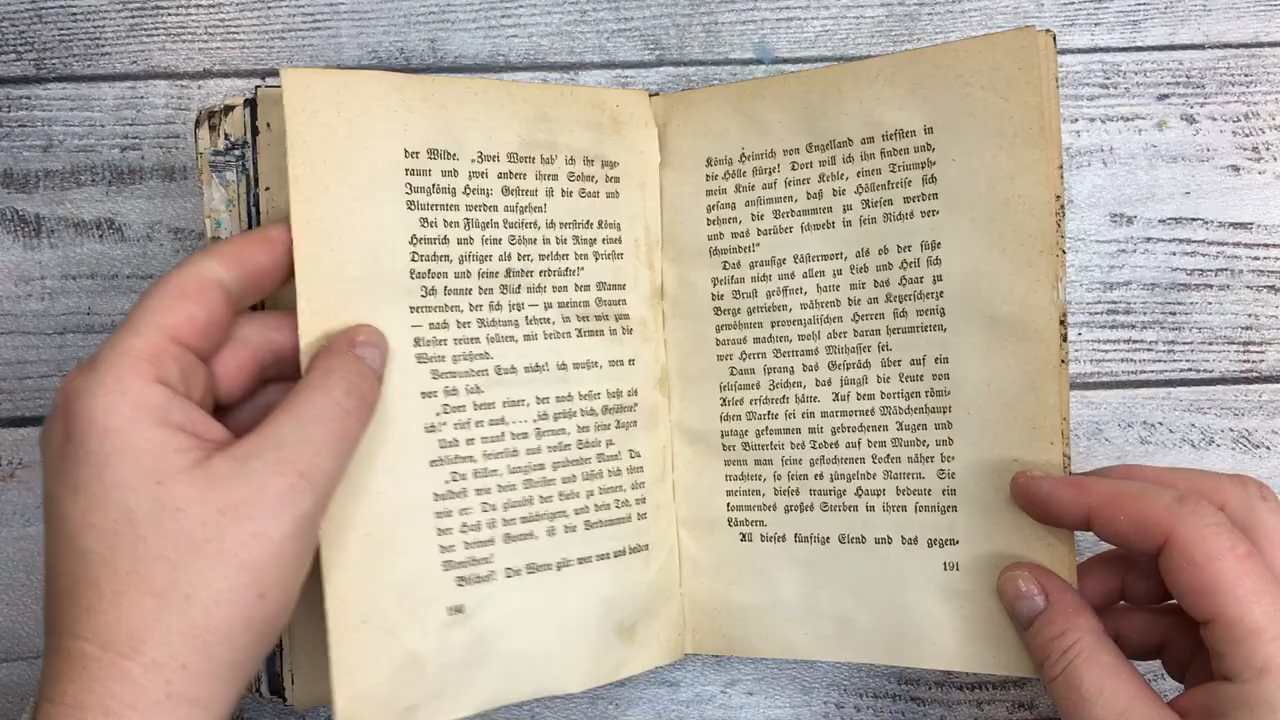 der Wilde. „Zwei Worte hab' ich ihr zuge-
raunt und zwei andere ihrem Sohne, dem
Jungkönig Heinz: Gestreut ist die Saat und
Bluternten werden aufgehen!
Bei den Flügeln Lucifers, ich verstricke König
Heinrich und seine Söhne in die Ringe eines
Drachen, giftiger als der, welcher den Priester
Laokoon und seine Kinder erdrückte!“
Ich konnte den Blick nicht von dem Manne
verwenden, der sich jetzt — zu meinem Grauen
— nach der Richtung kehrte, in der wir zum
Kloster reiten sollten, mit beiden Armen in die
Weite grüßend.
Verwundert Euch nicht! ich wußte, wen er
vor sich sah.
„Dort betet einer, der noch besser haßt als
ich!“ rief er aus, ... „ich grüße dich, Gefährte!“
Und er warf dem Fernen, den seine Augen
erblickten, feierlich aus voller Schale zu.
„Du stiller, langsam grabender Mann! Du
duldest wie dein Meister und lässest dich töten
wie er: Du glaubst der Liebe zu dienen, aber
der Haß ist der mächtigere, und dein Tod, wie
der deines Gottes, ist die Verdammnis der
Menschen!
Bischof! Die Wette gilt: wer von uns beiden
190
König Heinrich von Engelland am tiefsten in
die Hölle stürze! Dort will ich ihn finden und,
mein Knie auf seiner Kehle, einen Triumph-
gesang anstimmen, daß die Höllenkreise sich
dehnen, die Verdammten zu Riesen werden
und was darüber schwebt in sein Nichts ver-
schwindet!“
Das grausige Lästerwort, als ob der süße
Pelikan nicht uns allen zu Lieb und Heil sich
die Brust geöffnet, hatte mir das Haar zu
Berge getrieben, während die an Ketzerscherze
gewöhnten provenzalischen Herren sich wenig
daraus machten, wohl aber daran herumrieten,
wer Herrn Bertrams Mithasser sei.
Dann sprang das Gespräch über auf ein
seltsames Zeichen, das jüngst die Leute von
Arles erschreckt hätte. Auf dem dortigen römi-
schen Markte sei ein marmornes Mädchenhaupt
zutage gekommen mit gebrochenen Augen und
der Bitterkeit des Todes auf dem Munde, und
wenn man seine geflochtenen Locken näher be-
trachtete, so seien es züngelnde Nattern. Sie
meinten, dieses traurige Haupt bedeute ein
kommendes großes Sterben in ihren sonnigen
Ländern.
All dieses künftige Elend und das gegen-
191